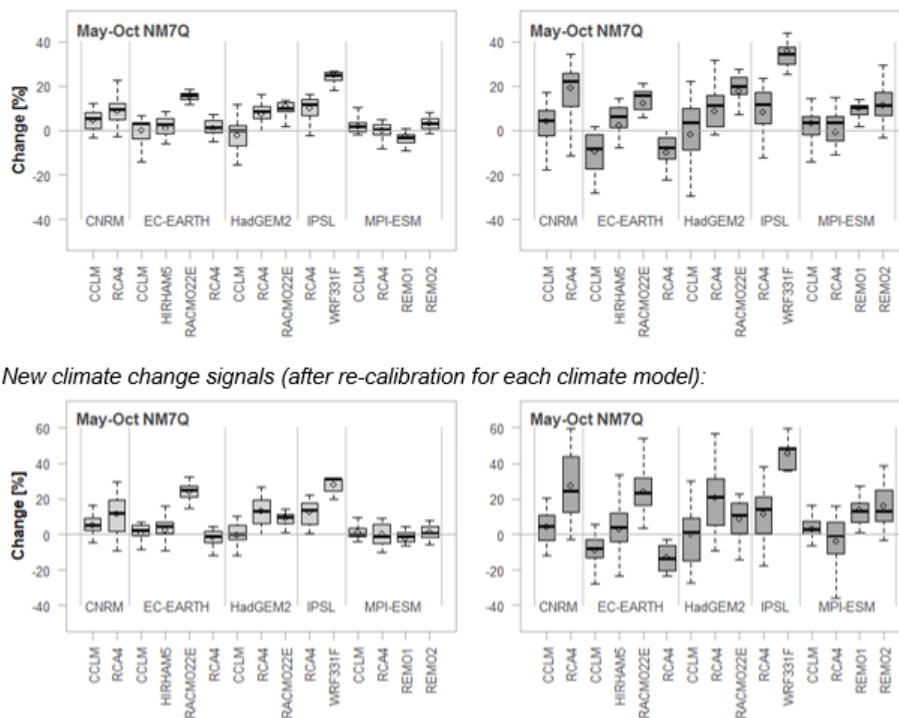 May-Oct NM7Q
Change [%]
40
20
0
-20
-40
CNRM EC-EARTH HadGEM2 IPSL MPI-ESM
CCLM RCA4 CCLM HIRHAM5 RACMO22E RCA4 CCLM RCA4 RACMO22E RCA4 WRF331F CCLM RCA4 REMO1 REMO2
May-Oct NM7Q
40
20
0
-20
-40
CNRM EC-EARTH HadGEM2 IPSL MPI-ESM
CCLM RCA4 CCLM HIRHAM5 RACMO22E RCA4 CCLM RCA4 RACMO22E RCA4 WRF331F CCLM RCA4 REMO1 REMO2
New climate change signals (after re-calibration for each climate model):
May-Oct NM7Q
Change [%]
60
40
20
0
-20
-40
CNRM EC-EARTH HadGEM2 IPSL MPI-ESM
CCLM RCA4 CCLM HIRHAM5 RACMO22E RCA4 CCLM RCA4 RACMO22E RCA4 WRF331F CCLM RCA4 REMO1 REMO2
May-Oct NM7Q
60
40
20
0
-20
-40
CNRM EC-EARTH HadGEM2 IPSL MPI-ESM
CCLM RCA4 CCLM HIRHAM5 RACMO22E RCA4 CCLM RCA4 RACMO22E RCA4 WRF331F CCLM RCA4 REMO1 REMO2